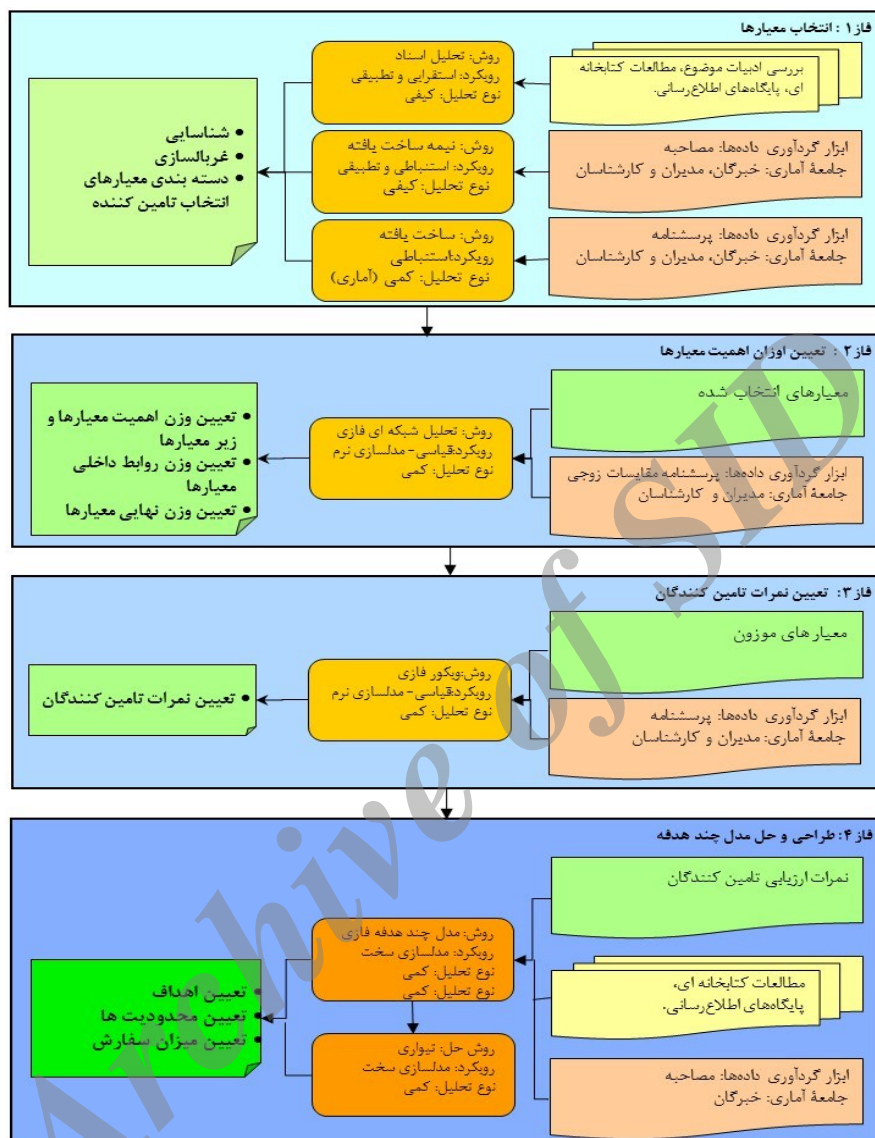 فاز۱ : انتخاب معیارها
بررسی ادبیات موضوع، مطالعات کتابخانه
ای، پایگاه‌های اطلاع‌رسانی.
روش: تحلیل اسناد
رویکرد: استقرایی و تطبیقی
نوع تحلیل: کیفی
ابزار گردآوری داده‌ها: مصاحبه
جامعهٔ آماری: خبرگان، مدیران و کارشناسان
روش: نیمه ساخت یافته
رویکرد: استنباطی و تطبیقی
نوع تحلیل: کیفی
ابزار گردآوری داده‌ها: پرسشنامه
جامعهٔ آماری: خبرگان، مدیران و کارشناسان
روش: ساخت یافته
رویکرد:استنباطی
نوع تحلیل: کمی (آماری)
• شناسایی
• غربالسازی
• دسته بندی معیارهای
انتخاب تامین کننده
فاز۲ : تعیین اوزان اهمیت معیارها
معیارهای انتخاب شده
ابزار گردآوری داده‌ها: پرسشنامه مقایسات زوجی
جامعهٔ آماری: مدیران و کارشناسان
روش: تحلیل شبکه ای فازی
رویکرد:قیاسی- مدلسازی نرم
نوع تحلیل: کمی
• تعیین وزن اهمیت معیارها و
زیر معیارها
• تعیین وزن روابط داخلی
معیارها
• تعیین وزن نهایی معیارها
فاز۳: تعیین نمرات تامین کنندگان
معیار های موزون
ابزار گردآوری داده‌ها: پرسشنامه
جامعهٔ آماری: مدیران و کارشناسان
روش:ویکور فازی
رویکرد:قیاسی- مدلسازی نرم
نوع تحلیل: کمی
• تعیین نمرات تامین کنندگان
فاز۴: طراحی و حل مدل چند هدفه
نمرات ارزیابی تامین کنندگان
مطالعات کتابخانه ای،
پایگاه‌های اطلاع‌رسانی.
ابزار گردآوری داده‌ها: مصاحبه
جامعهٔ آماری: خبرگان
روش: مدل چند هدفه فازی
رویکرد: مدلسازی سخت
نوع تحلیل: کمی
نوع تحلیل: کمی
روش حل: تیواری
رویکرد: مدلسازی سخت
نوع تحلیل: کمی
• تعیین اهداف
• تعیین محدودیت ها
• تعیین میزان سفارش
Archive of SID